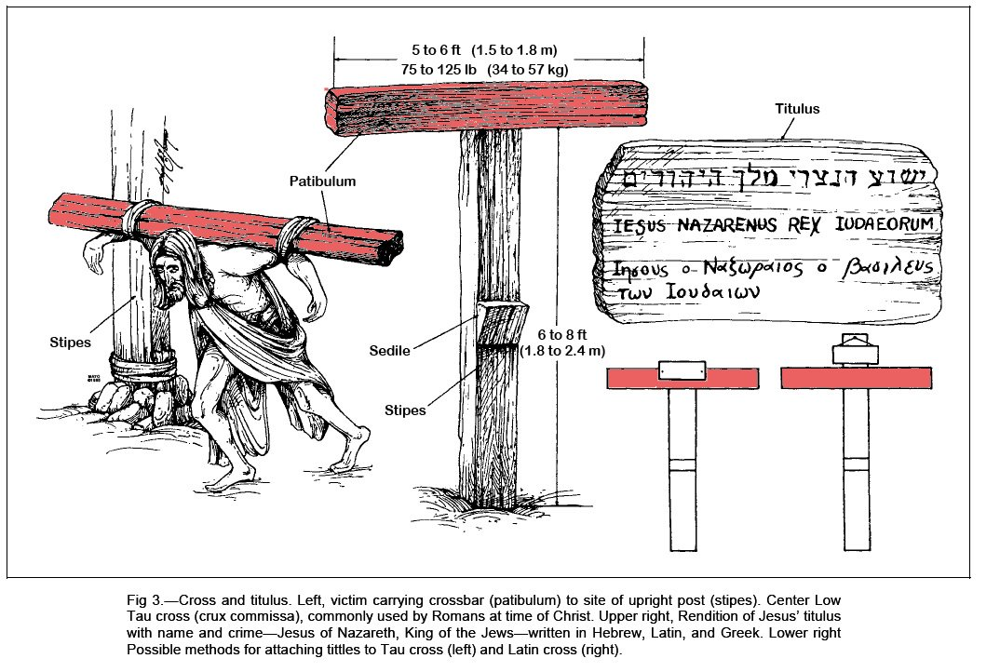 5 to 6 ft (1.5 to 1.8 m)
75 to 125 lb (34 to 57 kg)
Patibulum
Stipes
Sedile
Stipes
6 to 8 ft
(1.8 to 2.4 m)
Titulus
ישוע הנצרי מלך היהודים
IESUS NAZARENUS REX IUDAEORUM
Ιησους ο Ναζωραιος ο βασιλευς
των Ιουδαιων
Fig 3.—Cross and titulus. Left, victim carrying crossbar (patibulum) to site of upright post (stipes). Center Low
Tau cross (crux commissa), commonly used by Romans at time of Christ. Upper right, Rendition of Jesus' titulus
with name and crime—Jesus of Nazareth, King of the Jews—written in Hebrew, Latin, and Greek. Lower right
Possible methods for attaching tittles to Tau cross (left) and Latin cross (right).